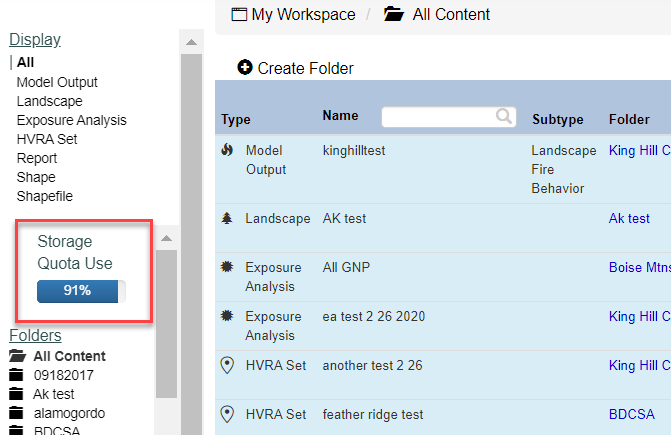 My Workspace / All Content
Display
All
Model Output
Landscape
Exposure Analysis
HVRA Set
Report
Shape
Shapefile
Storage
Quota Use
91%
Folders
All Content
09182017
Ak test
alamogordo
BDCSA
Create Folder
Type Name Subtype Folder
Model kinghilltest Landscape King Hill C
Output Fire
Behavior
Landscape AK test Ak test
Exposure All GNP Boise Mtns
Analysis
Exposure ea test 2 26 2020 King Hill C
Analysis
HVRA Set another test 2 26 King Hill C
HVRA Set feather ridge test BDCSA